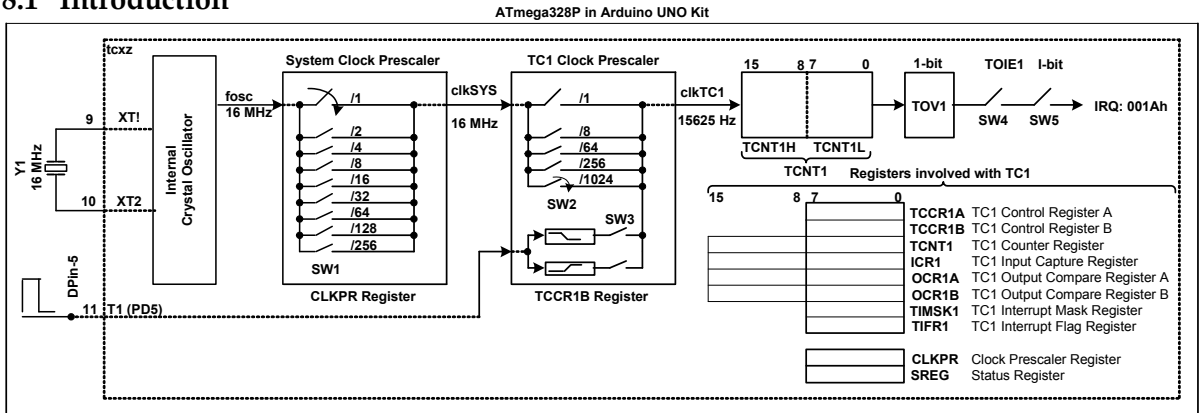 8.1 Introduction
ATmega328P in Arduino UNO Kit
tcxz
System Clock Prescaler
TC1 Clock Prescaler
15 8 7 0
1-bit
TOIE1 I-bit
fosc
16 MHz
/1
clkSYS
16 MHz
/1
clkTC1
15625 Hz
TOV1
SW4
SW5
IRQ: 001Ah
9 XT!
Y1
16 MHz
10 XT2
Internal
Crystal Oscillator
/2
/4
/8
/16
/32
/64
/128
/256
SW1
CLKPR Register
/8
/64
/256
/1024
SW2
SW3
TCCR1B Register
TCNT1H TCNT1L
TCNT1
DPin-5
11 T1 (PD5)
Registers involved with TC1
15 8 7 0
TCCR1A TC1 Control Register A
TCCR1B TC1 Control Register B
TCNT1 TC1 Counter Register
ICR1 TC1 Input Capture Register
OCR1A TC1 Output Compare Register A
OCR1B TC1 Output Compare Register B
TIMSK1 TC1 Interrupt Mask Register
TIFR1 TC1 Interrupt Flag Register
CLKPR Clock Prescaler Register
SREG Status Register